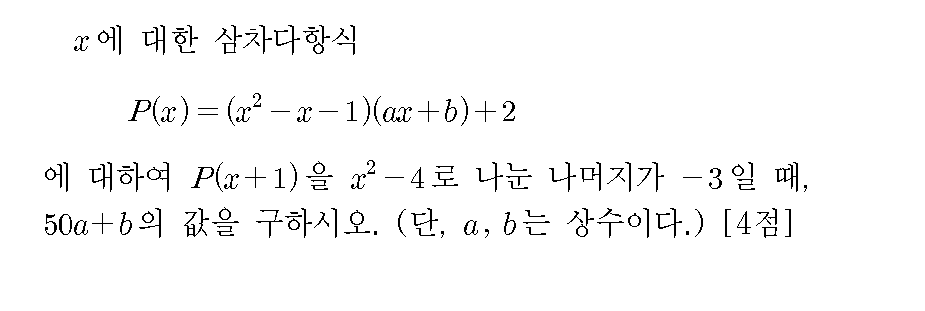 x에 대한 삼차다항식
P(x)=(x²-x-1)(ax+b)+2
에 대하여 P(x+1)을 x²-4로 나눈 나머지가 -3일 때,
50a+b의 값을 구하시오. (단, a, b는 상수이다.) [4점]